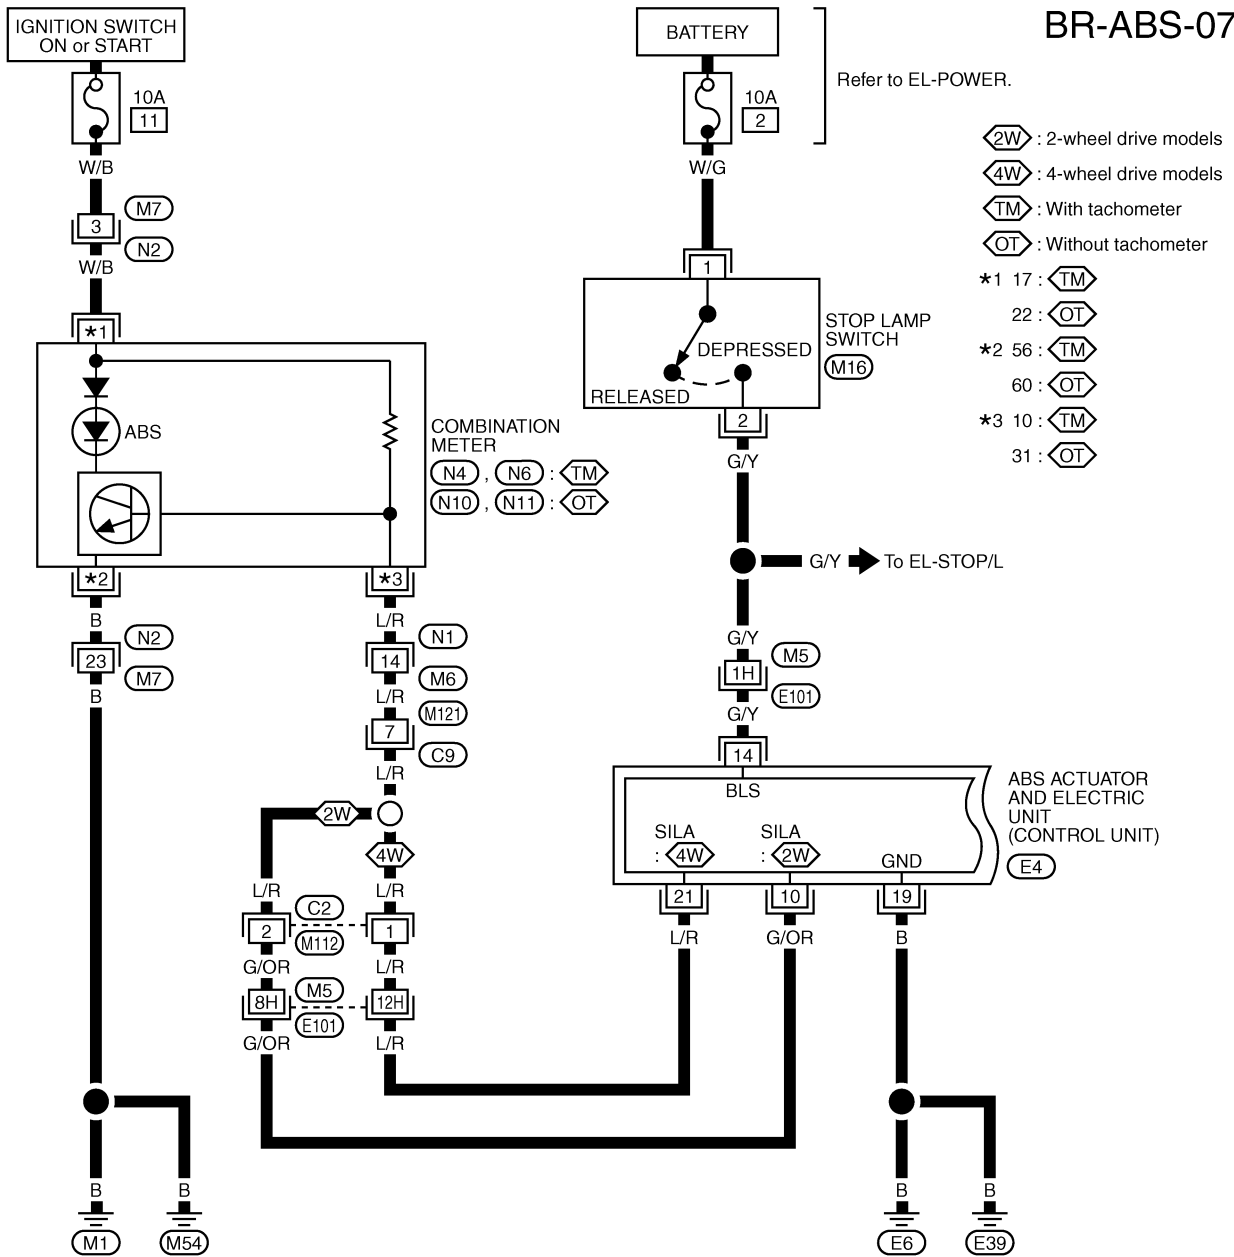 BR-ABS-07
IGNITION SWITCH
ON or START
10A
11
W/B
3
M7
N2
W/B
*1
ABS
COMBINATION
METER
N4 , N6 : TM
N10 , N11 : OT
*2
*3
B
N2
23
M7
B
L/R
N1
14
M6
L/R
M121
7
C9
L/R
2W
4W
L/R
L/R
C2
2
1
M112
G/OR
L/R
M5
8H
12H
E101
G/OR
L/R
B
B
M1
M54
BATTERY
10A
2
Refer to EL-POWER.
W/G
1
STOP LAMP
SWITCH
M16
DEPRESSED
RELEASED
2
G/Y
G/Y
To EL-STOP/L
G/Y
M5
1H
E101
G/Y
14
BLS
ABS ACTUATOR
AND ELECTRIC
UNIT
(CONTROL UNIT)
E4
SILA
: 4W
SILA
: 2W
GND
21
10
19
L/R
G/OR
B
B
B
E6
E39
2W : 2-wheel drive models
4W : 4-wheel drive models
TM : With tachometer
OT : Without tachometer
*1 17 : TM
22 : OT
*2 56 : TM
60 : OT
*3 10 : TM
31 : OT